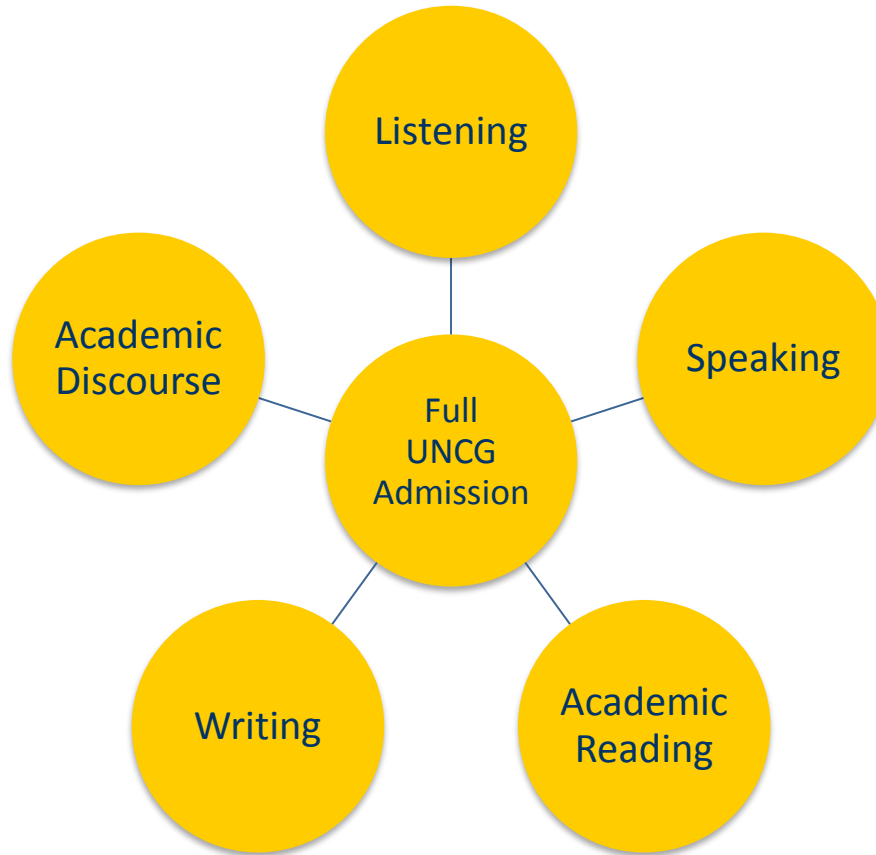 Listening
Speaking
Academic
Reading
Writing
Academic
Discourse
Full
UNCG
Admission